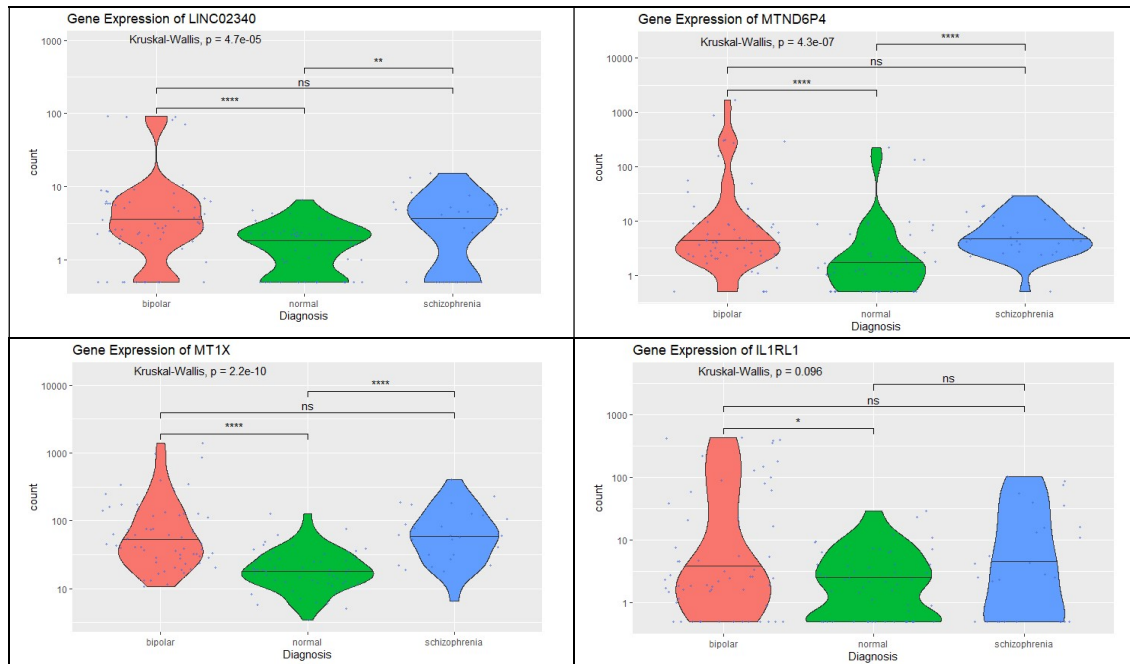 Gene Expression of LINC02340
Kruskal-Wallis, p = 4.7e-05
**
ns
****
1000
100
10
1
count
bipolar
normal
schizophrenia
Diagnosis
Gene Expression of MTND6P4
Kruskal-Wallis, p = 4.3e-07
****
ns
****
10000
1000
100
10
1
count
bipolar
normal
schizophrenia
Diagnosis
Gene Expression of MT1X
Kruskal-Wallis, p = 2.2e-10
****
ns
****
10000
100
10
count
bipolar
normal
schizophrenia
Diagnosis
Gene Expression of IL1RL1
Kruskal-Wallis, p = 0.096
ns
ns
*
1000
100
10
1
count
bipolar
normal
schizophrenia
Diagnosis